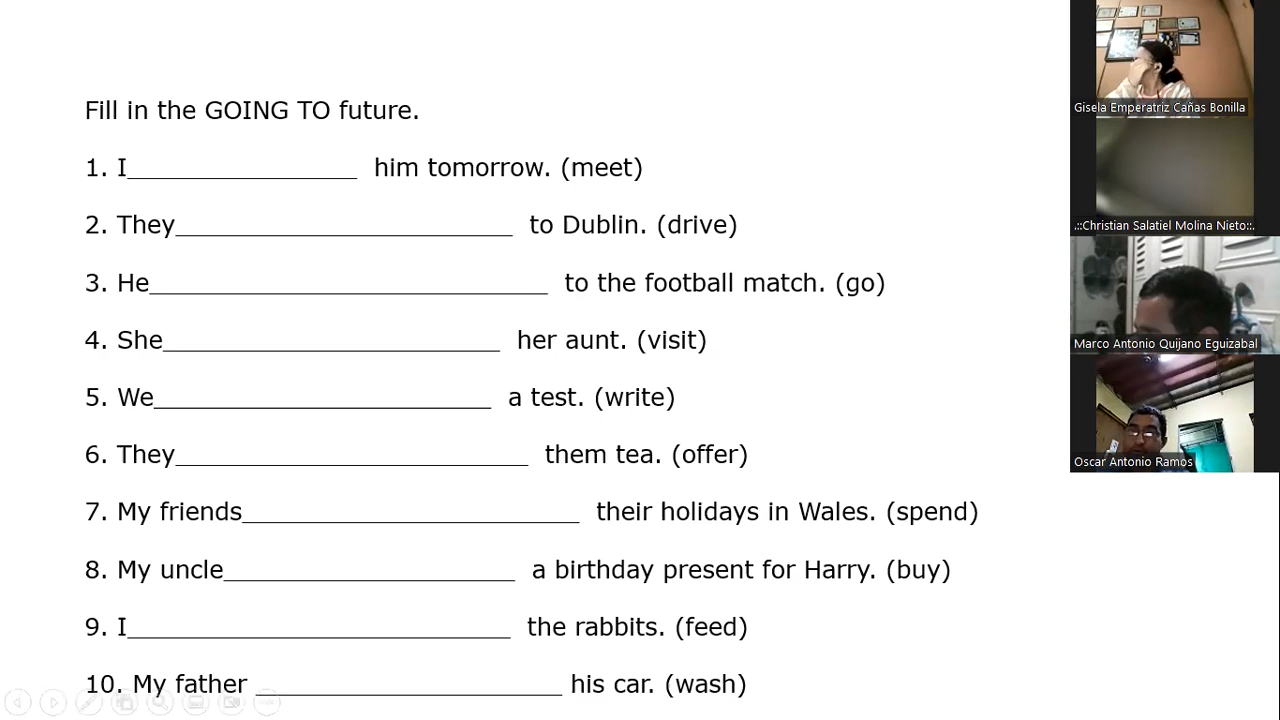 Fill in the GOING TO future.
1. I_________________ him tomorrow. (meet)
2. They_________________________ to Dublin. (drive)
3. He______________________________ to the football match. (go)
4. She_________________________ her aunt. (visit)
5. We_________________________ a test. (write)
6. They__________________________ them tea. (offer)
7. My friends_________________________ their holidays in Wales. (spend)
8. My uncle______________________ a birthday present for Harry. (buy)
9. I_____________________________ the rabbits. (feed)
10. My father _______________________ his car. (wash)
Gisela Emperatriz Cañas Bonilla
.::Christian Salatiel Molina Nieto::.
Marco Antonio Quijano Eguizabal
Oscar Antonio Ramos